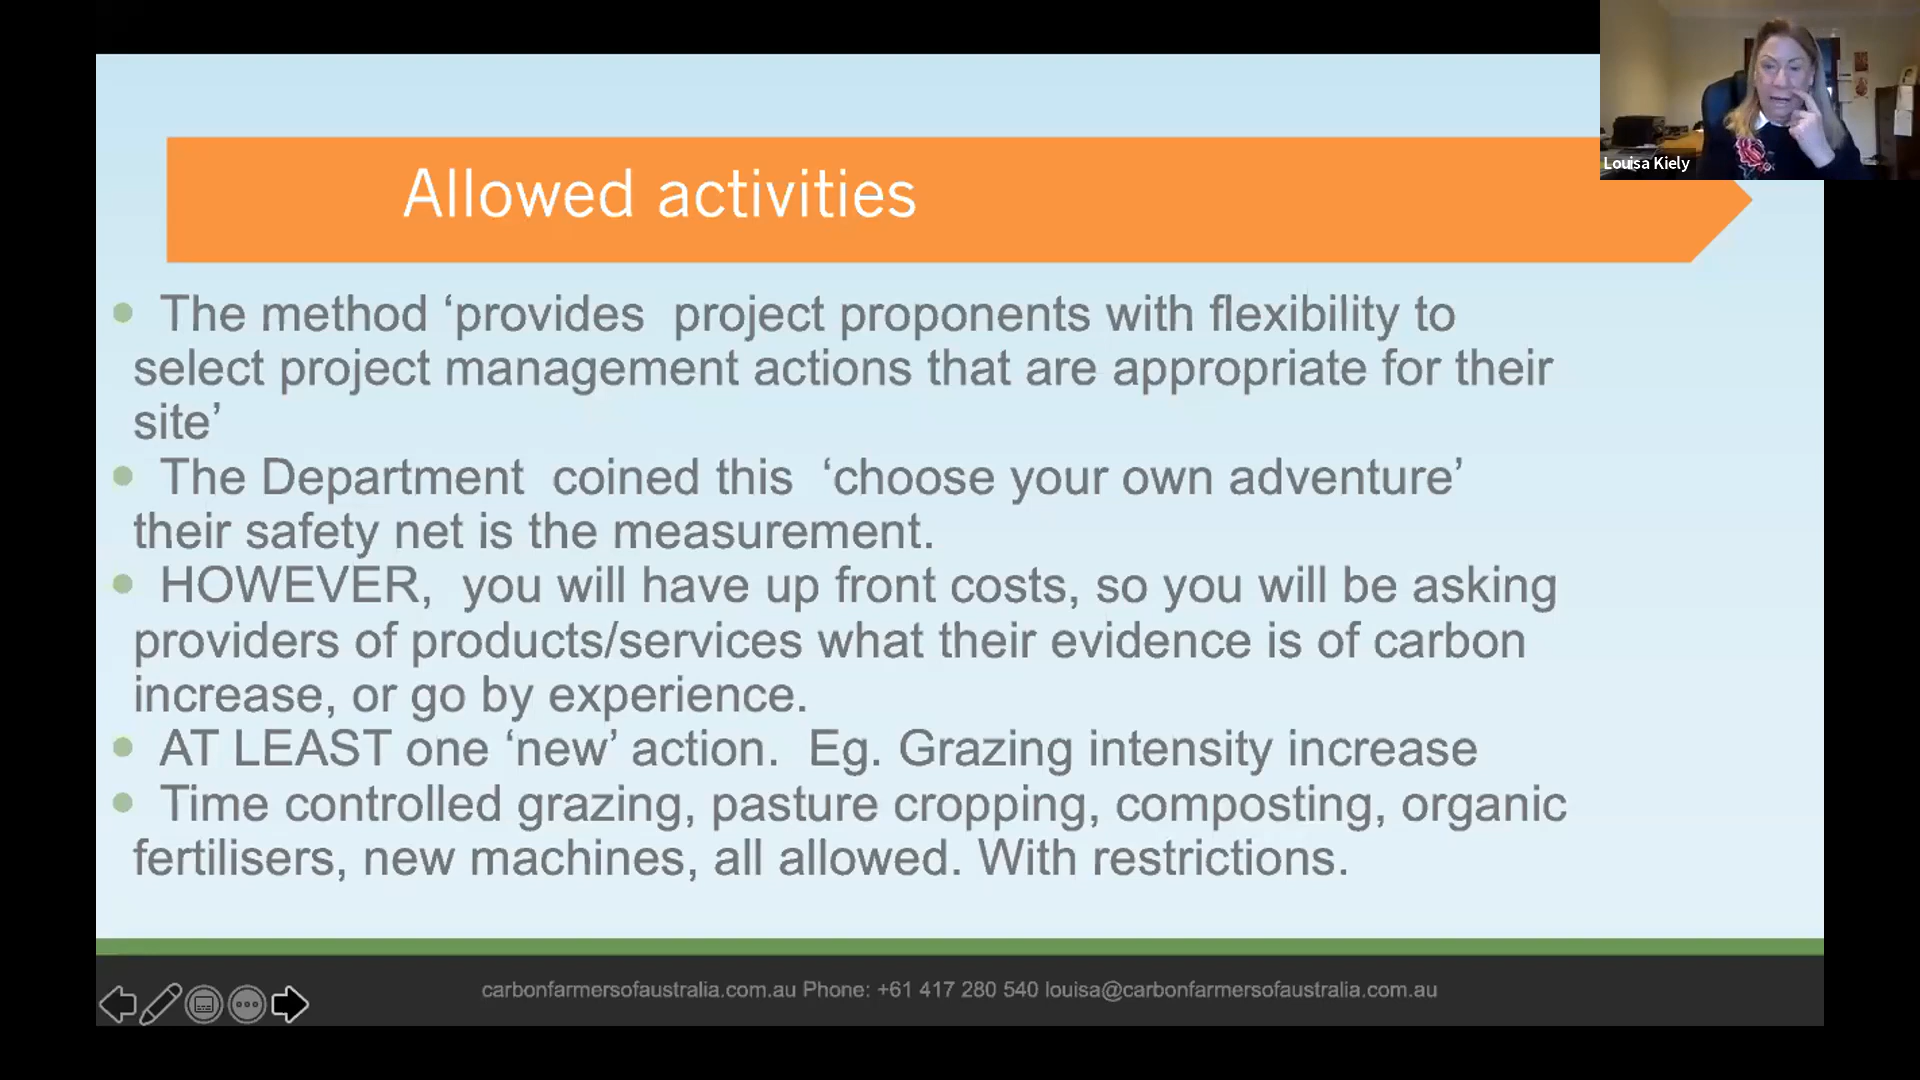 Louisa Kiely
Allowed activities
• The method ‘provides  project proponents with flexibility to
select project management actions that are appropriate for their
site’
• The Department  coined this  ‘choose your own adventure’
their safety net is the measurement.
• HOWEVER,  you will have up front costs, so you will be asking
providers of products/services what their evidence is of carbon
increase, or go by experience.
• AT LEAST one ‘new’ action.  Eg. Grazing intensity increase
• Time controlled grazing, pasture cropping, composting, organic
fertilisers, new machines, all allowed. With restrictions.
carbonfarmersofaustralia.com.au Phone: +61 417 280 540 louisa@carbonfarmersofaustralia.com.au